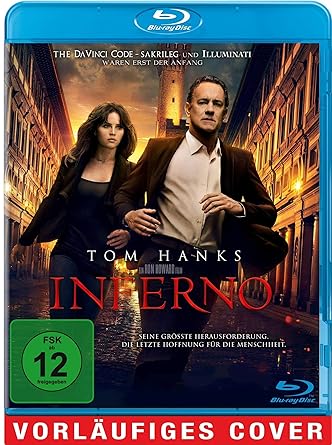 Blu-ray Disc
THE DAVINCI CODE - SAKRILEG UND ILLUMINATI
WAREN ERST DER ANFANG
TOM HANKS
EIN RON HOWARD FILM
INFERNO
SEINE GRÖSSTE HERAUSFORDERUNG.
DIE LETZTE HOFFNUNG FÜR DIE MENSCHHEIT.
FSK
ab
12
freigegeben
Blu-ray Disc
VORLÄUFIGES COVER